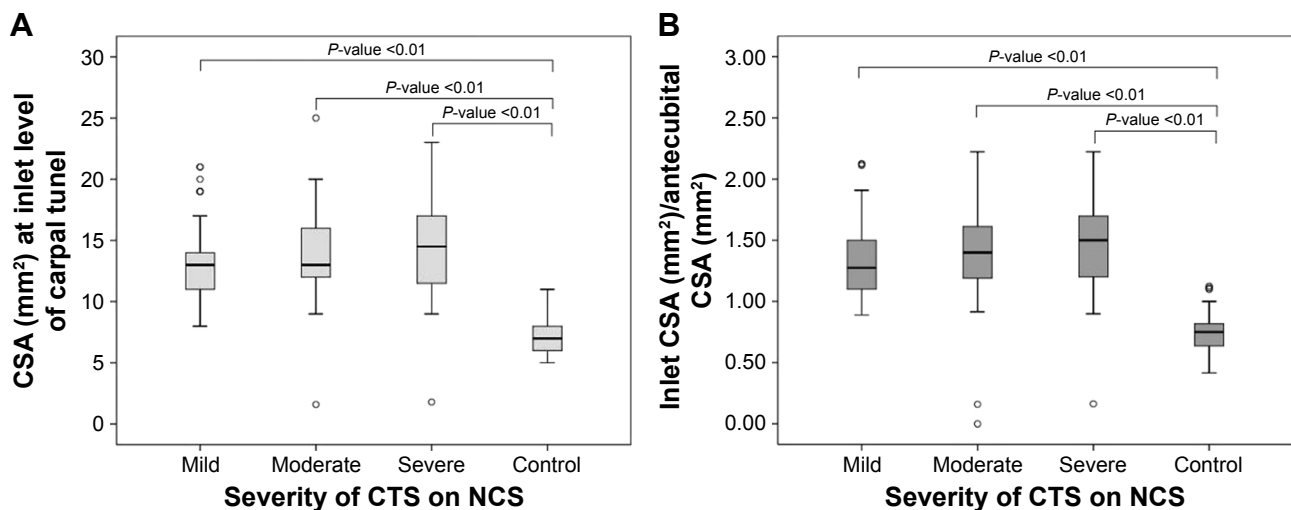 A
CSA (mm²) at inlet level
of carpal tunel
30
25
20
15
10
5
0
P-value <0.01
P-value <0.01
P-value <0.01
Mild Moderate Severe Control
Severity of CTS on NCS
B
Inlet CSA (mm²)/antecubital
CSA (mm²)
3.00
2.50
2.00
1.50
1.00
0.50
0.00
P-value <0.01
P-value <0.01
P-value <0.01
Mild Moderate Severe Control
Severity of CTS on NCS